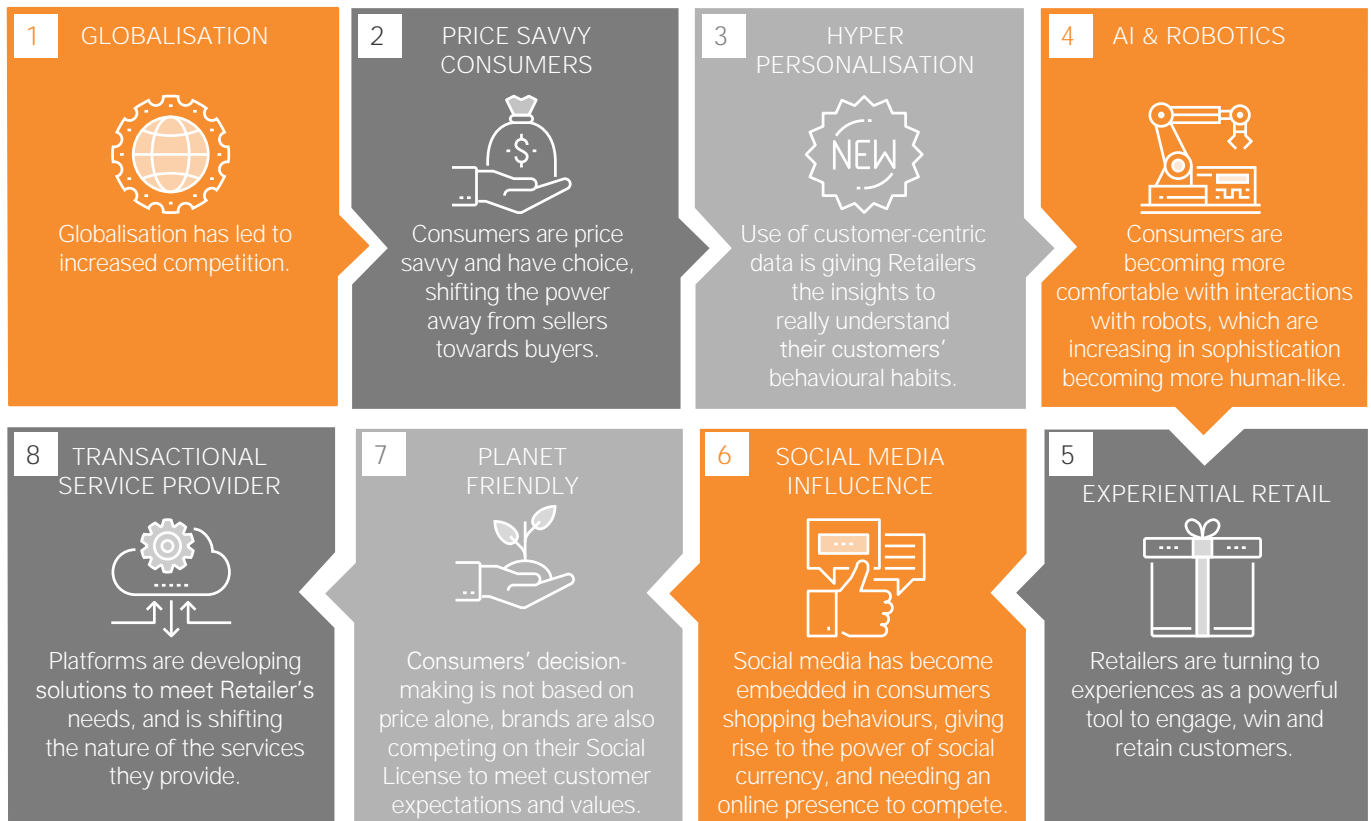 1
GLOBALISATION
Globalisation has led to
increased competition.
2
PRICE SAVVY
CONSUMERS
$
Consumers are price
savvy and have choice,
shifting the power
away from sellers
towards buyers.
3
HYPER
PERSONALISATION
NEW
Use of customer-centric
data is giving Retailers
the insights to
really understand
their customers’
behavioural habits.
4
AI & ROBOTICS
Consumers are
becoming more
comfortable with interactions
with robots, which are
increasing in sophistication
becoming more human-like.
5
EXPERIENTIAL RETAIL
Retailers are turning to
experiences as a powerful
tool to engage, win and
retain customers.
6
SOCIAL MEDIA
INFLUCENCE
Social media has become
embedded in consumers
shopping behaviours, giving
rise to the power of social
currency, and needing an
online presence to compete.
7
PLANET
FRIENDLY
Consumers’ decision-
making is not based on
price alone, brands are also
competing on their Social
License to meet customer
expectations and values.
8
TRANSACTIONAL
SERVICE PROVIDER
Platforms are developing
solutions to meet Retailer’s
needs, and is shifting
the nature of the services
they provide.